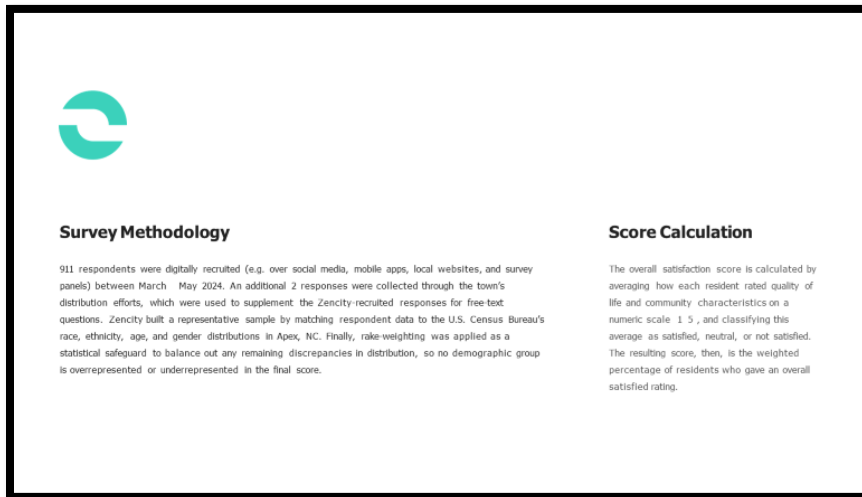 Survey Methodology
911 respondents were digitally recruited (e.g. over social media, mobile apps, local websites, and survey
panels) between March May 2024. An additional 2 responses were collected through the town's
distribution efforts, which were used to supplement the Zencity-recruited responses for free-text
questions. Zencity built a representative sample by matching respondent data to the U.S. Census Bureau's
race, ethnicity, age, and gender distributions in Apex, NC. Finally, rake-weighting was applied as a
statistical safeguard to balance out any remaining discrepancies in distribution, so no demographic group
is overrepresented or underrepresented in the final score.
Score Calculation
The overall satisfaction score is calculated by
averaging how each resident rated quality of
life and community characteristics on a
numeric scale 1 5 , and classifying this
average as satisfied, neutral, or not satisfied.
The resulting score, then, is the weighted
percentage of residents who gave an overall
satisfied rating.